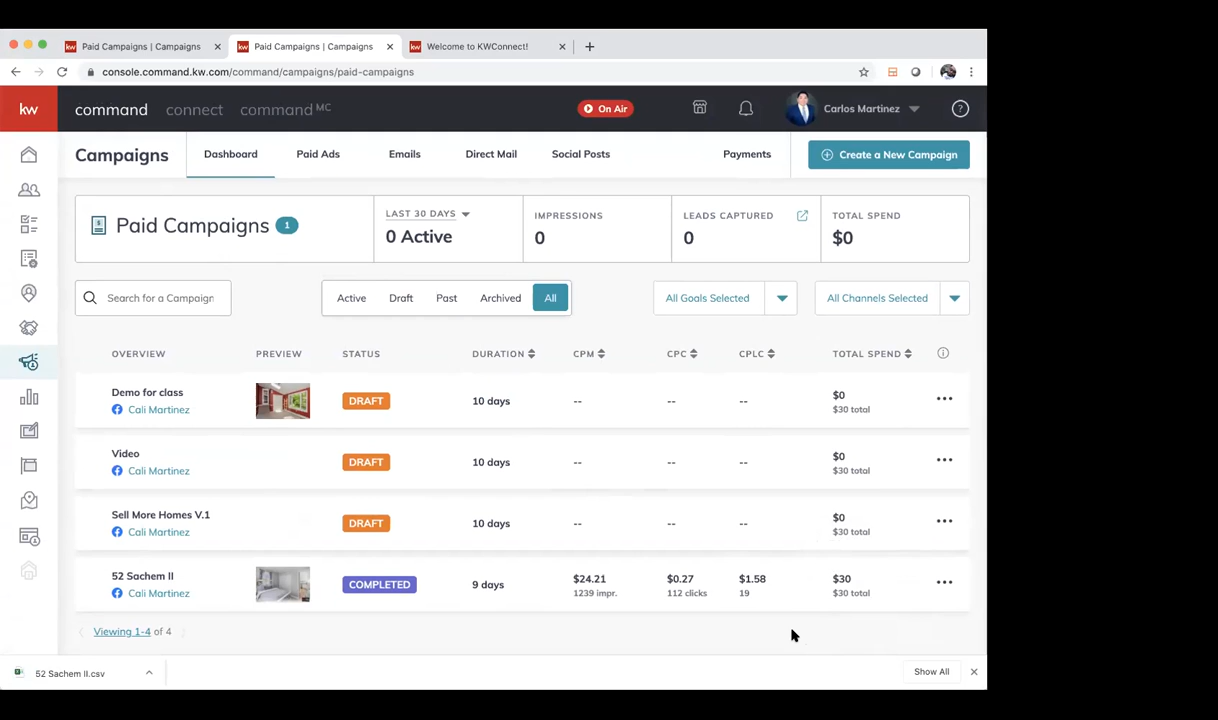 Paid Campaigns | Campaigns
Paid Campaigns | Campaigns
Welcome to KWConnect!
console.command.kw.com/command/campaigns/paid-campaigns
kw
command
connect
command MC
On Air
Carlos Martinez
?
Campaigns
Dashboard
Paid Ads
Emails
Direct Mail
Social Posts
Payments
Create a New Campaign
Paid Campaigns 1
LAST 30 DAYS
0 Active
IMPRESSIONS
0
LEADS CAPTURED
0
TOTAL SPEND
$0
Search for a Campaign
Active
Draft
Past
Archived
All
All Goals Selected
All Channels Selected
OVERVIEW
PREVIEW
STATUS
DURATION
CPM
CPC
CPLC
TOTAL SPEND
Demo for class
Cali Martinez
DRAFT
10 days
--
--
--
$0
$30 total
Video
Cali Martinez
DRAFT
10 days
--
--
--
$0
$30 total
Sell More Homes V.1
Cali Martinez
DRAFT
10 days
--
--
--
$0
$30 total
52 Sachem II
Cali Martinez
COMPLETED
9 days
$24.21
1239 impr.
$0.27
112 clicks
$1.58
19
$30
$30 total
Viewing 1-4 of 4
52 Sachem II.csv
Show All